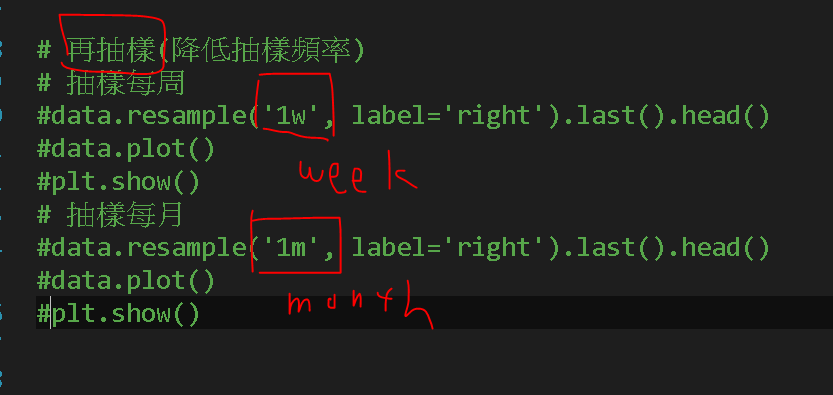 # 再抽樣(降低抽樣頻率)
# 抽樣每周
#data.resample('1w', label='right').last().head()
#data.plot()
week
#plt.show()
# 抽樣每月
#data.resample('1m', label='right').last().head()
#data.plot()
month
#plt.show()